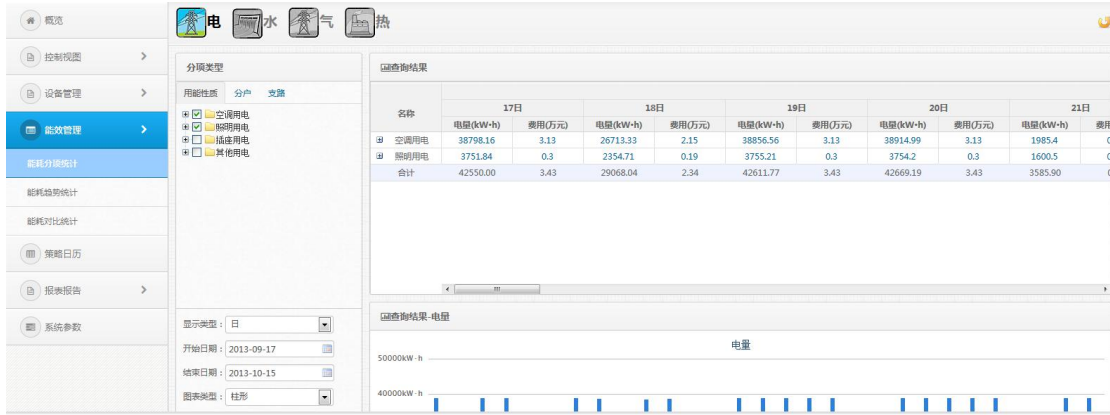 概览
控制视图
设备管理
能效管理
能耗分级统计
能耗趋势统计
能耗对比统计
策略日历
报表报告
系统参数
电 水 气 热
分项类型
用能性质 分户 支路
空调用电
照明用电
插座用电
其他用电
显示类型： 日
开始日期： 2013-09-17
结束日期： 2013-10-15
图表类型： 柱形
查询结果
名称 17日 18日 19日 20日 21日
电量(kW·h) 费用(万元) 电量(kW·h) 费用(万元) 电量(kW·h) 费用(万元) 电量(kW·h) 费用(万元) 电量(kW·h)
空调用电 38798.16 3.13 26713.33 2.15 38856.56 3.13 38914.99 3.13 1985.4
照明用电 3751.84 0.3 2354.71 0.19 3755.21 0.3 3754.2 0.3 1600.5
合计 42550.00 3.43 29068.04 2.34 42611.77 3.43 42669.19 3.43 3585.90
查询结果-电量
电量
50000kW·h
40000kW·h